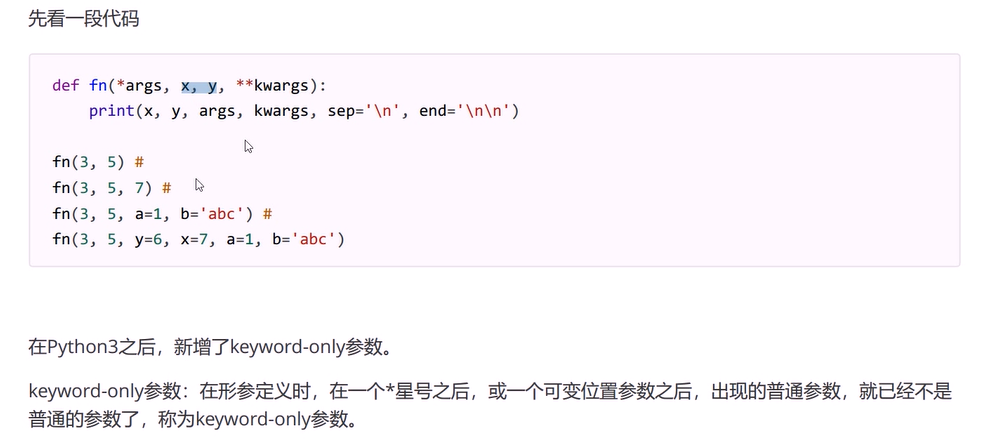 先看一段代码
def fn(*args, x, y, **kwargs):
    print(x, y, args, kwargs, sep='\n', end='\n\n')
fn(3, 5) #
fn(3, 5, 7) #
fn(3, 5, a=1, b='abc') #
fn(3, 5, y=6, x=7, a=1, b='abc')
在Python3之后，新增了keyword-only参数。
keyword-only参数：在形参定义时，在一个*星号之后，或一个可变位置参数之后，出现的普通参数，就已经不是
普通的参数了，称为keyword-only参数。